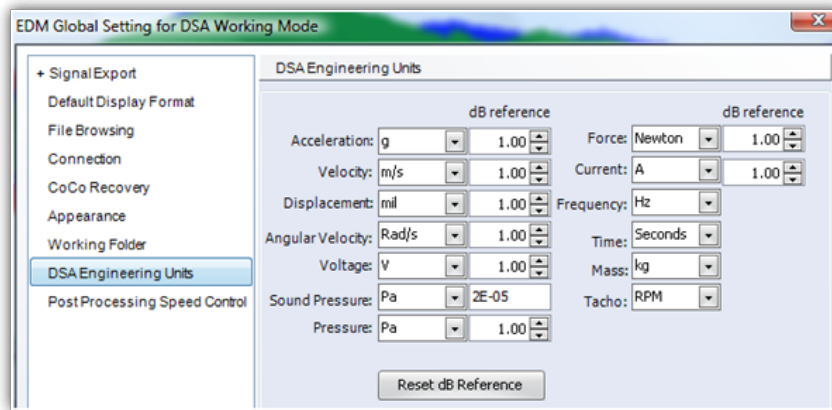 EDM Global Setting for DSA Working Mode
+ Signal Export
Default Display Format
File Browsing
Connection
CoCo Recovery
Appearance
Working Folder
DSA Engineering Units
Post Processing Speed Control
DSA Engineering Units
dB reference
Acceleration: g 1.00
Velocity: m/s 1.00
Displacement: mil 1.00
Angular Velocity: Rad/s 1.00
Voltage: V 1.00
Sound Pressure: Pa 2E-05
Pressure: Pa 1.00
dB reference
Force: Newton 1.00
Current: A 1.00
Frequency: Hz
Time: Seconds
Mass: kg
Tacho: RPM
Reset dB Reference